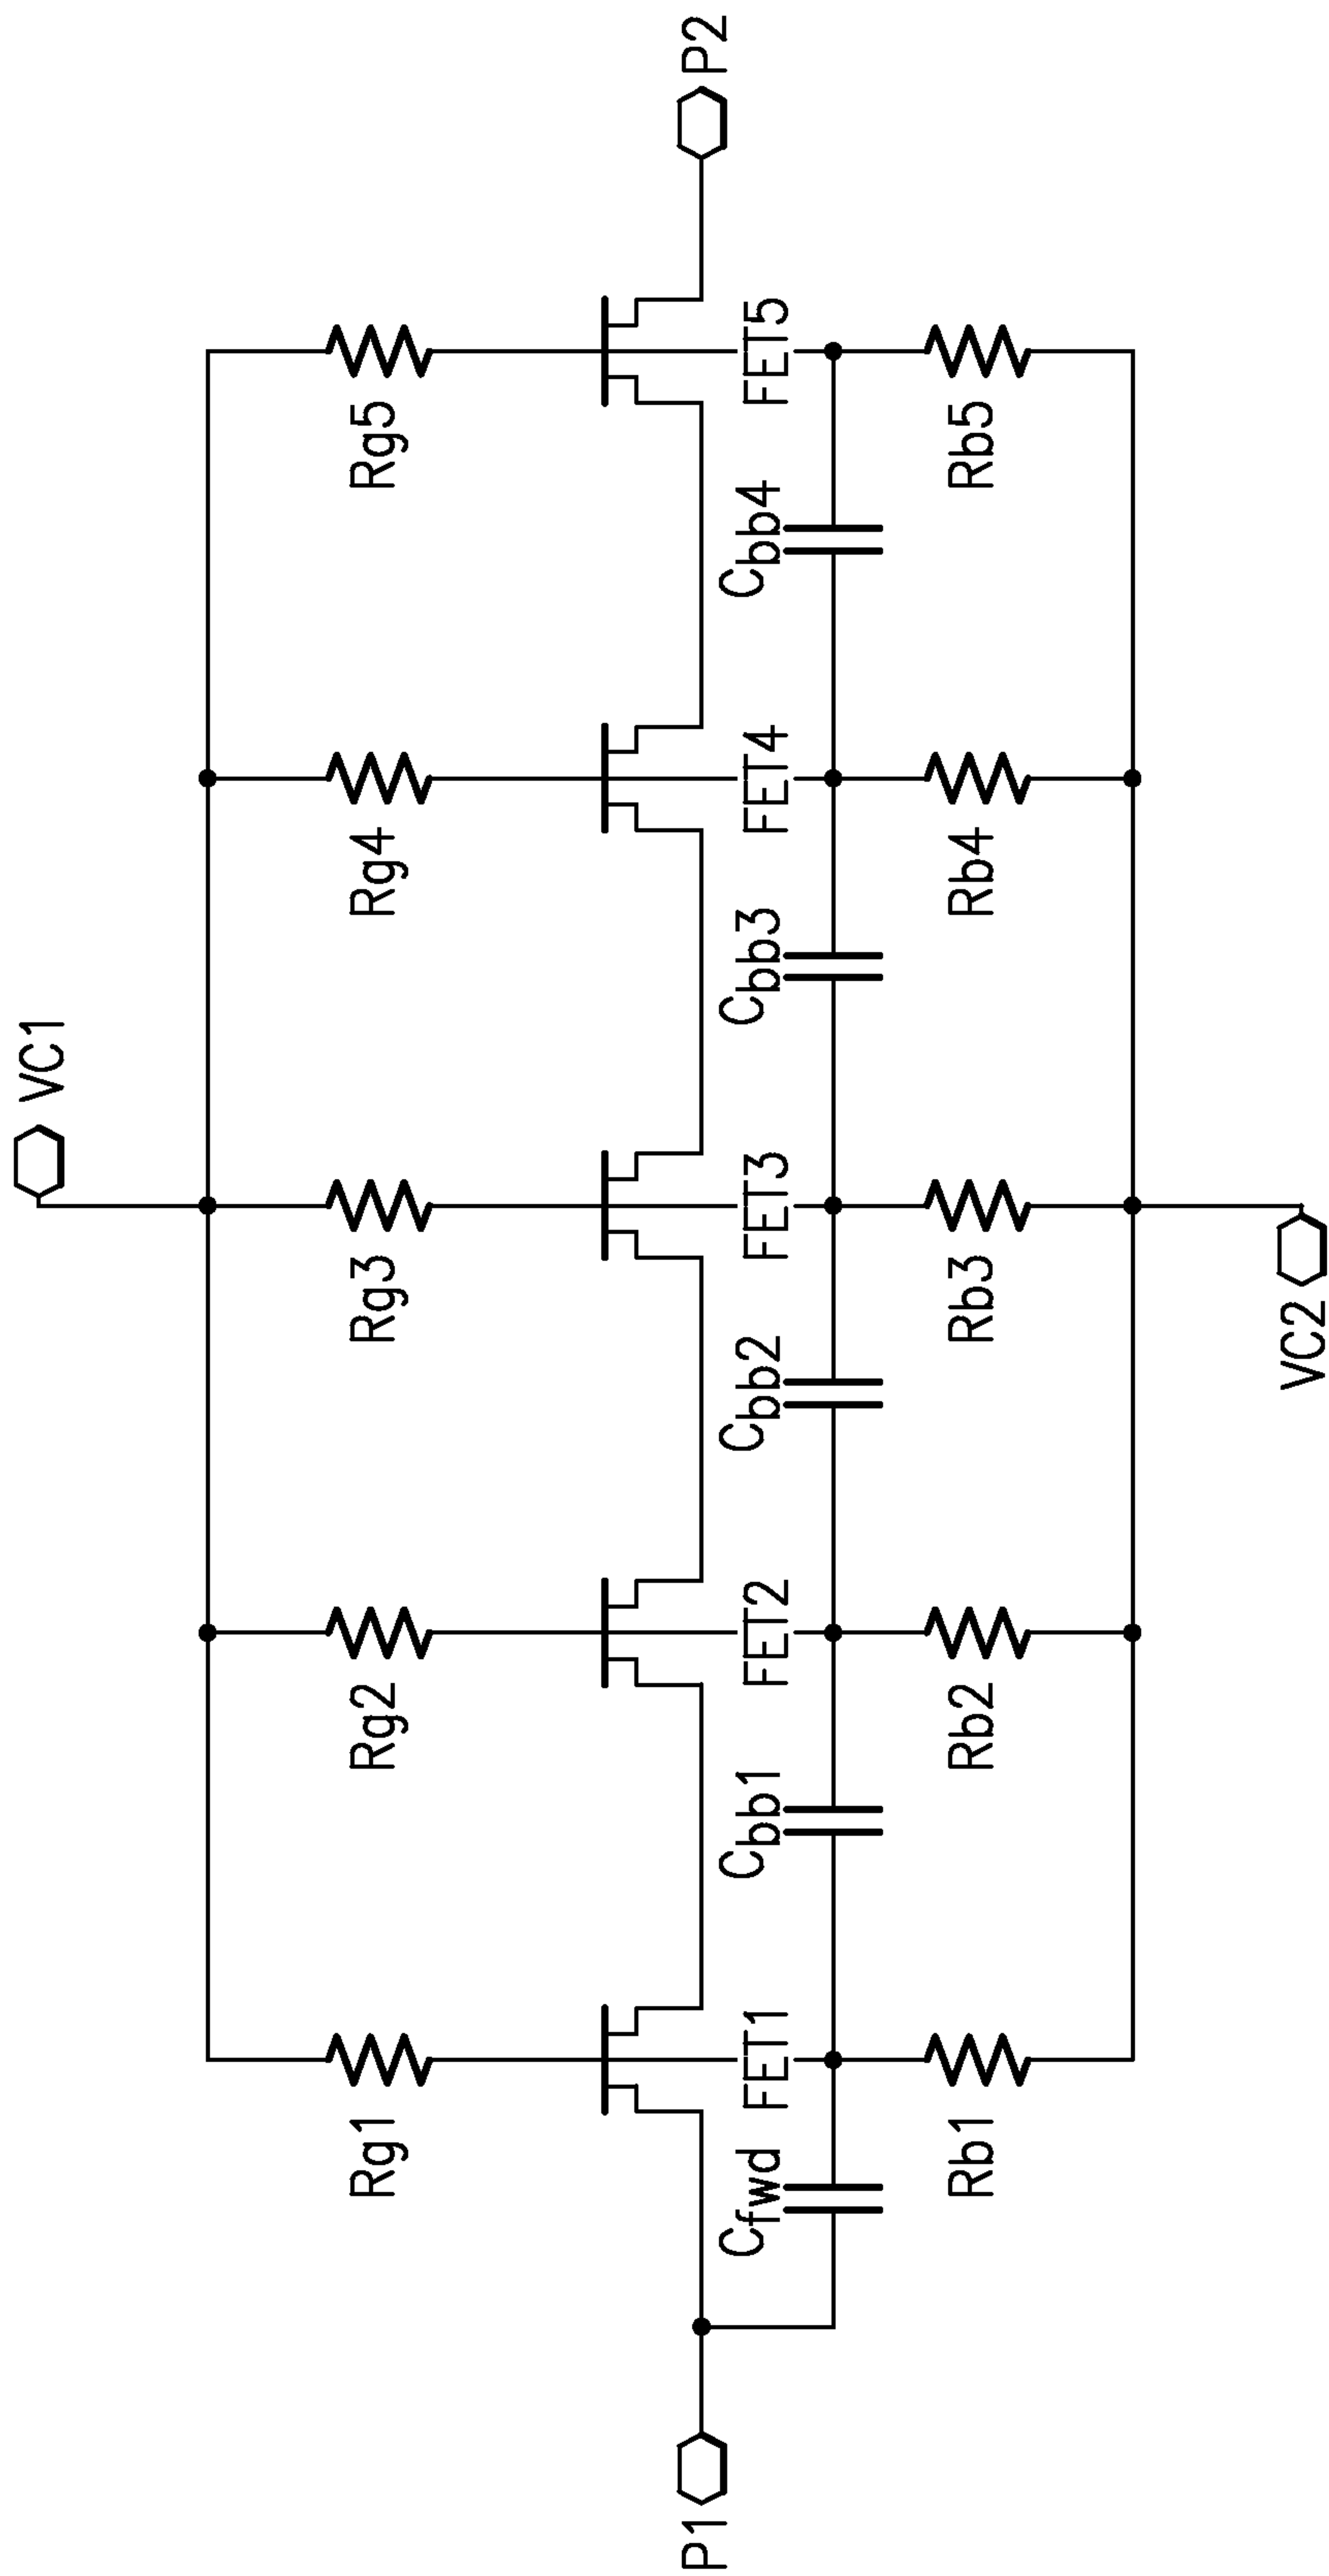 VC1
Rg1
Rg2
Rg3
Rg4
Rg5
P1
P2
Cfwd
FET1
Cbb1
FET2
Cbb2
FET3
Cbb3
FET4
Cbb4
FET5
Rb1
Rb2
Rb3
Rb4
Rb5
VC2